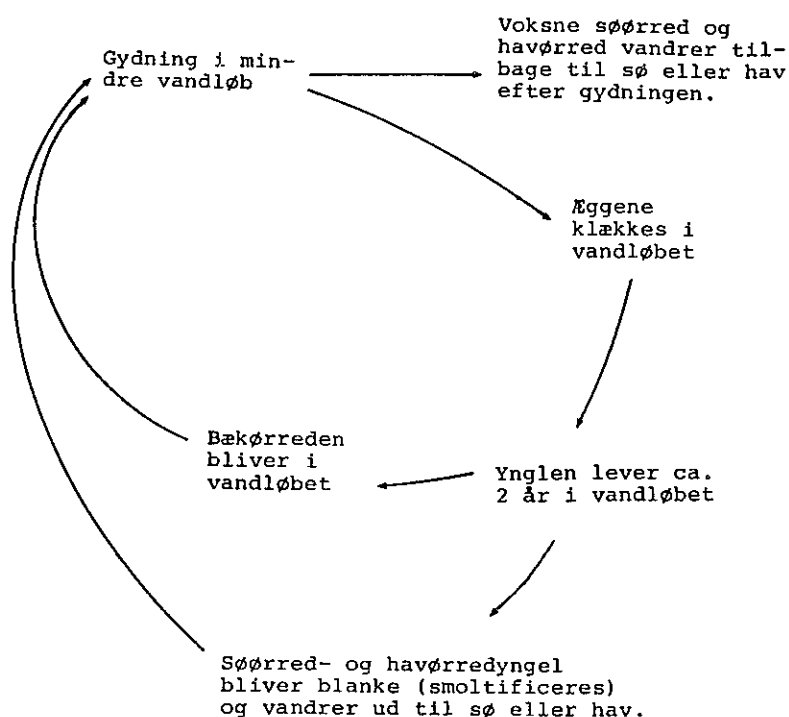 Gydning i min-
dre vandløb
Voksne søørred og
havørred vandrer til-
bage til sø eller hav
efter gydningen.
Æggene
klækkes i
vandløbet
Ynglen lever ca.
2 år i vandløbet
Bækørreden
bliver i
vandløbet
Søørred- og havørredyngel
bliver blanke (smoltificeres)
og vandrer ud til sø eller hav.